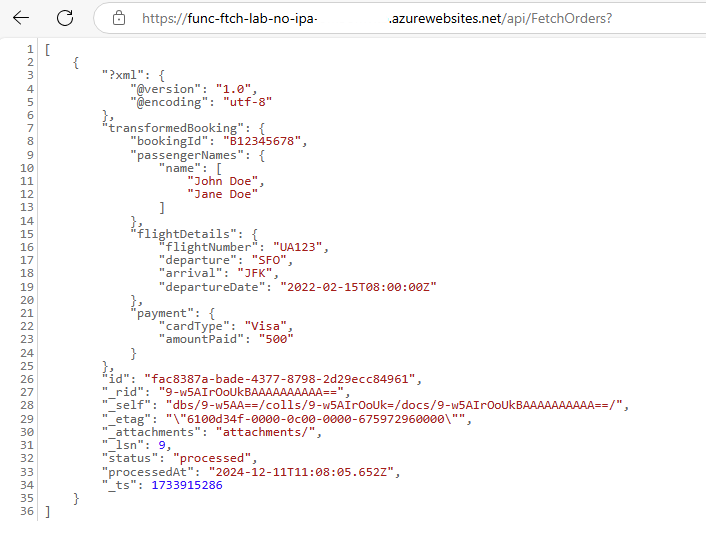 https://func-ftch-lab-no-ipa- .azurewebsites.net/api/FetchOrders?
1 [
2     {
3         "?xml": {
4             "@version": "1.0",
5             "@encoding": "utf-8"
6         },
7         "transformedBooking": {
8             "bookingId": "B12345678",
9             "passengerNames": {
10                 "name": [
11                     "John Doe",
12                     "Jane Doe"
13                 ]
14             },
15             "flightDetails": {
16                 "flightNumber": "UA123",
17                 "departure": "SFO",
18                 "arrival": "JFK",
19                 "departureDate": "2022-02-15T08:00:00Z"
20             },
21             "payment": {
22                 "cardType": "Visa",
23                 "amountPaid": "500"
24             }
25         },
26         "id": "fac8387a-bade-4377-8798-2d29ecc84961",
27         "_rid": "9-w5AIrOoUkBAAAAAAAAAA==",
28         "_self": "dbs/9-w5AA==/colls/9-w5AIrOoUk=/docs/9-w5AIrOoUkBAAAAAAAAAA==/",
29         "_etag": "\"6100d34f-0000-0c00-0000-675972960000\"",
30         "_attachments": "attachments/",
31         "_lsn": 9,
32         "status": "processed",
33         "processedAt": "2024-12-11T11:08:05.652Z",
34         "_ts": 1733915286
35     }
36 ]